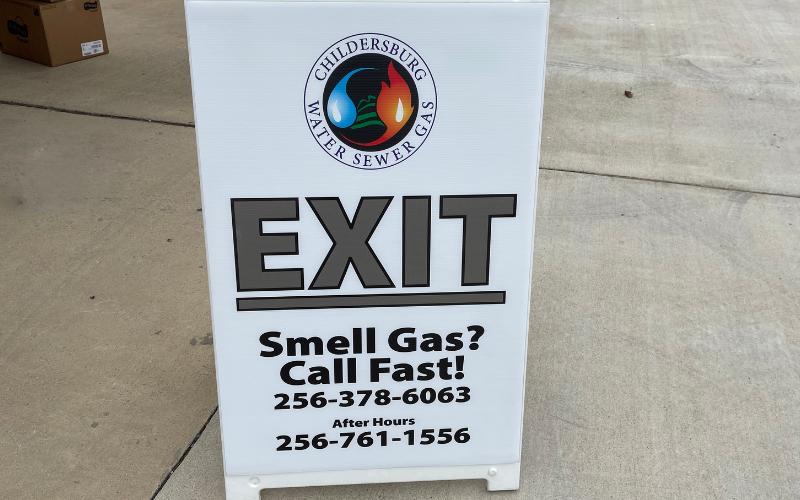 CHILDERSBURG
WATER SEWER GAS
EXIT
Smell Gas?
Call Fast!
256-378-6063
After Hours
256-761-1556